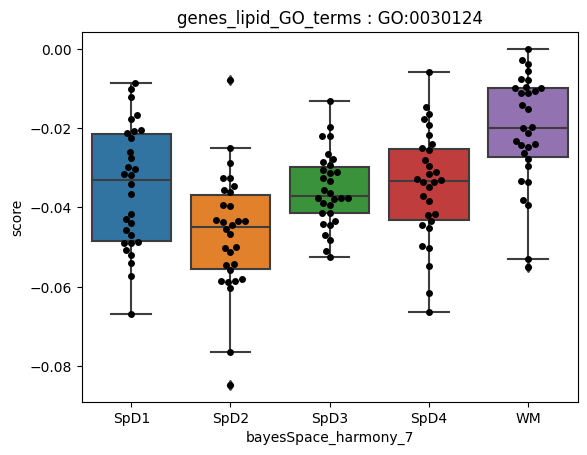 genes_lipid_GO_terms : GO:0030124
0.00
−0.02
−0.04
−0.06
−0.08
score
SpD1 SpD2 SpD3 SpD4 WM
bayesSpace_harmony_7